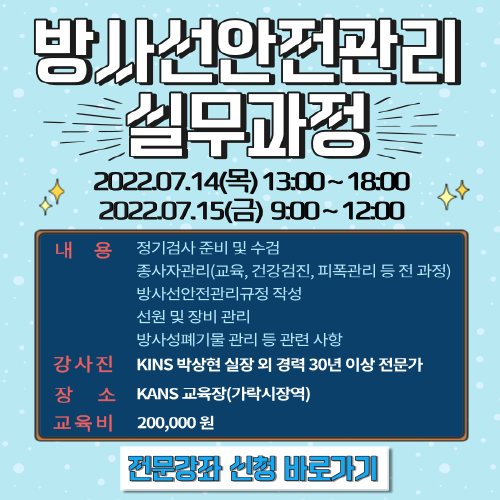 방사선안전관리
실무과정
2022.07.14(목) 13:00 ~ 18:00
2022.07.15(금) 9:00 ~ 12:00
내 용 정기검사 준비 및 수검
종사자관리(교육, 건강검진, 피폭관리 등 전 과정)
방사선안전관리규정 작성
선원 및 장비 관리
방사성폐기물 관리 등 관련 사항
강사진 KINS 박상현 실장 외 경력 30년 이상 전문가
장 소 KANS 교육장(가락시장역)
교육비 200,000 원
전문강좌 신청 바로가기